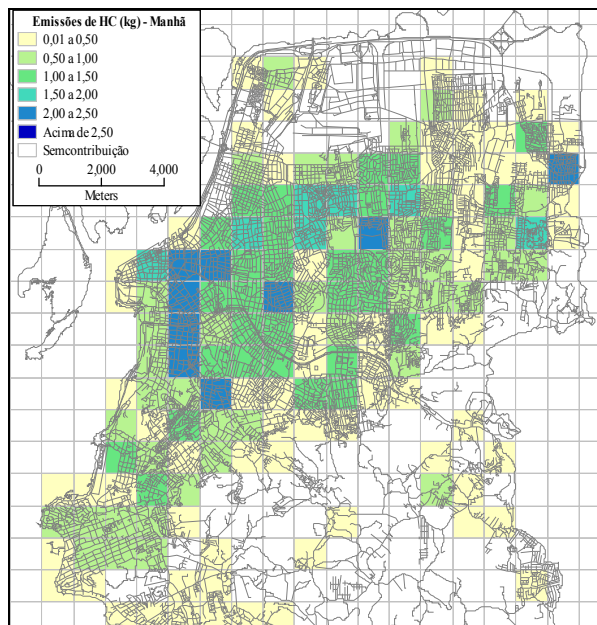 Emissões de HC (kg) - Manhã
0,01 a 0,50
0,50 a 1,00
1,00 a 1,50
1,50 a 2,00
2,00 a 2,50
Acima de 2,50
Semcontribuição
0 2,000 4,000
Meters